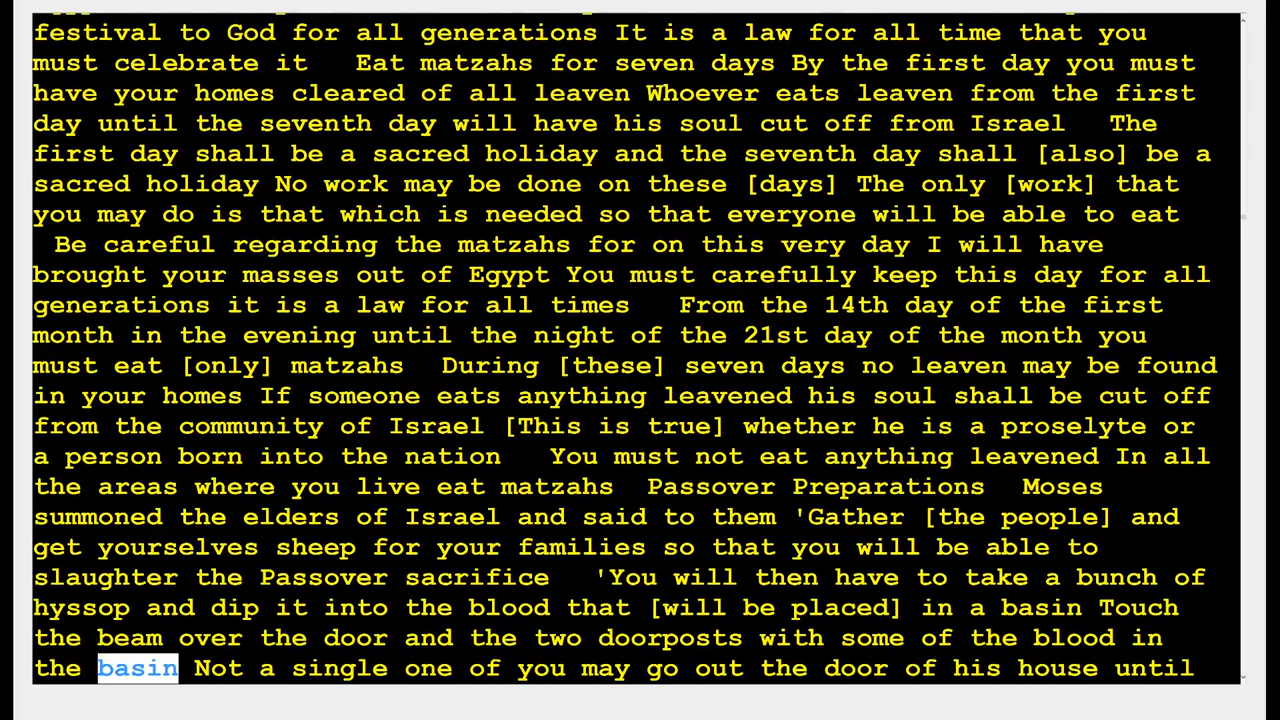 festival to God for all generations It is a law for all time that you
must celebrate it Eat matzahs for seven days By the first day you must
have your homes cleared of all leaven Whoever eats leaven from the first
day until the seventh day will have his soul cut off from Israel The
first day shall be a sacred holiday and the seventh day shall [also] be a
sacred holiday No work may be done on these [days] The only [work] that
you may do is that which is needed so that everyone will be able to eat
Be careful regarding the matzahs for on this very day I will have
brought your masses out of Egypt You must carefully keep this day for all
generations it is a law for all times From the 14th day of the first
month in the evening until the night of the 21st day of the month you
must eat [only] matzahs During [these] seven days no leaven may be found
in your homes If someone eats anything leavened his soul shall be cut off
from the community of Israel [This is true] whether he is a proselyte or
a person born into the nation You must not eat anything leavened In all
the areas where you live eat matzahs Passover Preparations Moses
summoned the elders of Israel and said to them 'Gather [the people] and
get yourselves sheep for your families so that you will be able to
slaughter the Passover sacrifice 'You will then have to take a bunch of
hyssop and dip it into the blood that [will be placed] in a basin Touch
the beam over the door and the two doorposts with some of the blood in
the basin Not a single one of you may go out the door of his house until